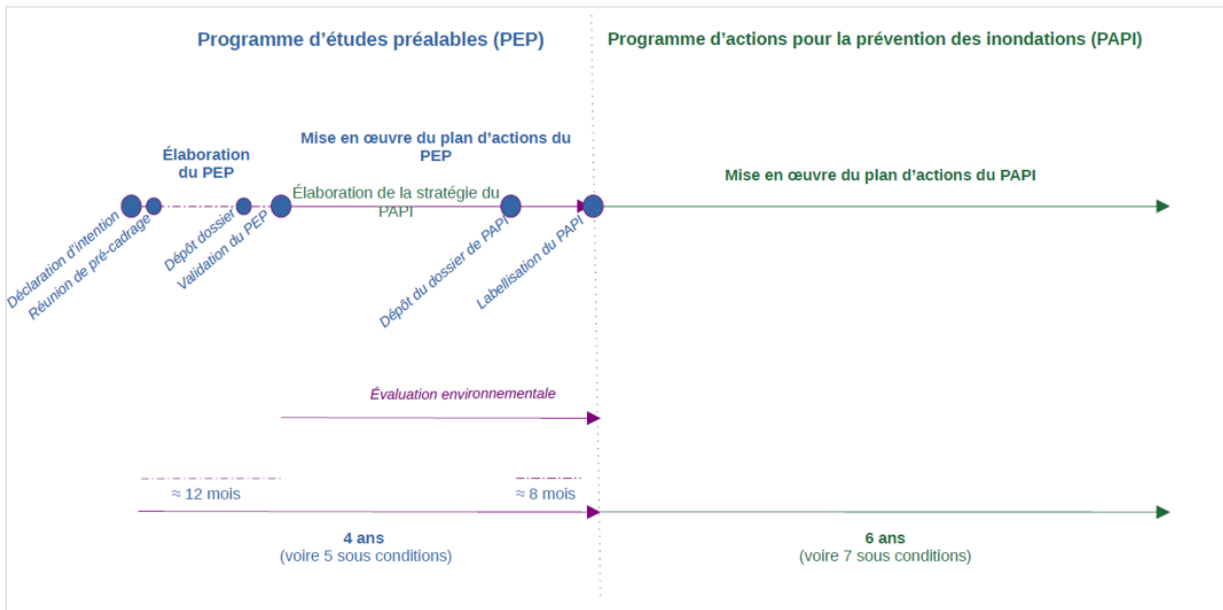 Programme d’études préalables (PEP)
Programme d’actions pour la prévention des inondations (PAPI)
Élaboration
du PEP
Mise en œuvre du plan d’actions du
PEP
Élaboration de la stratégie du
PAPI
Mise en œuvre du plan d’actions du PAPI
Déclaration d’intention
Réunion de pré-cadrage
Dépôt dossier
Validation du PEP
Dépôt du dossier de PAPI
Labellisation du PAPI
Évaluation environnementale
≈ 12 mois
≈ 8 mois
4 ans
(voire 5 sous conditions)
6 ans
(voire 7 sous conditions)